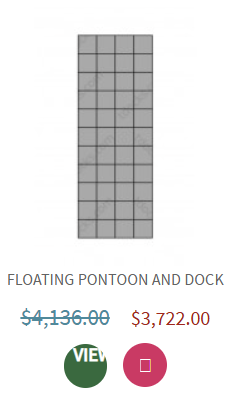 FLOATING PONTOON AND DOCK
$4,136.00 $3,722.00
VIEW